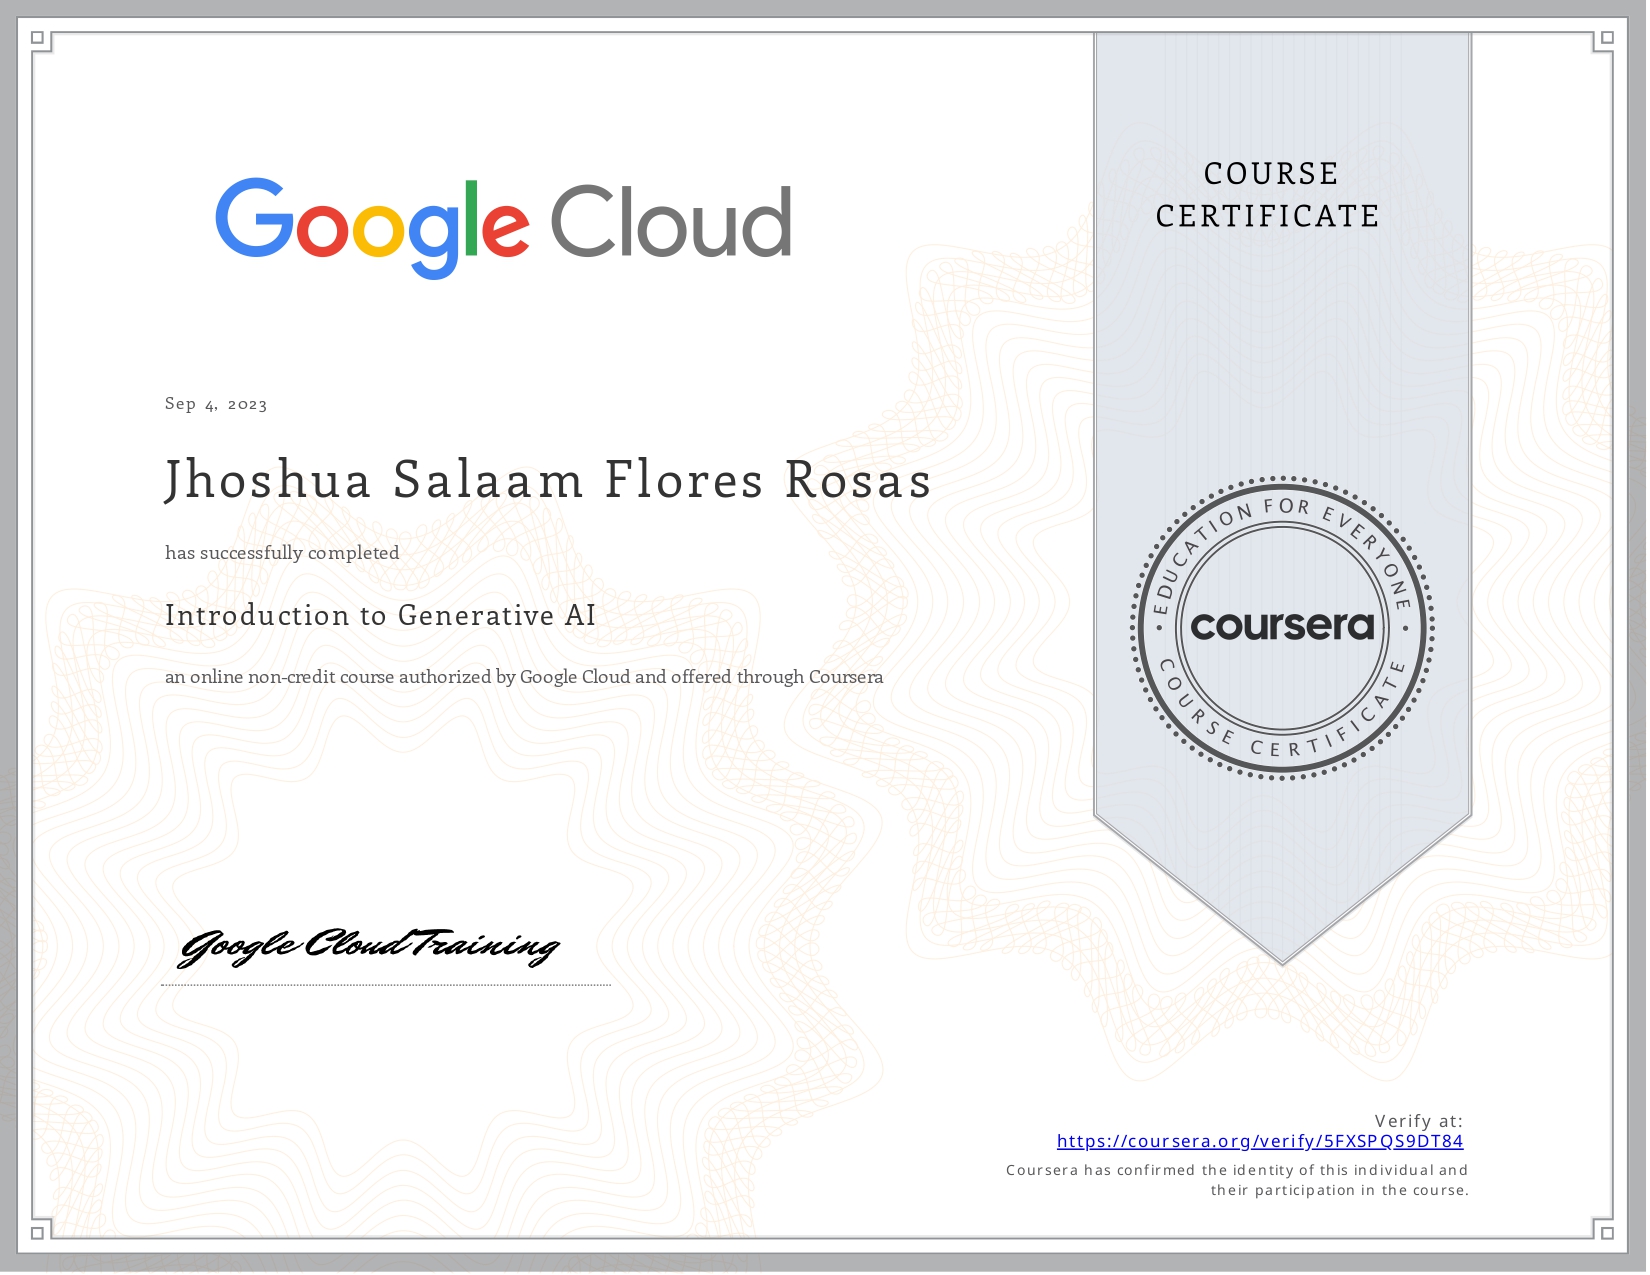 Google Cloud
COURSE
CERTIFICATE
Sep 4, 2023
Jhoshua Salaam Flores Rosas
has successfully completed
Introduction to Generative AI
an online non-credit course authorized by Google Cloud and offered through Coursera
EDUCATION FOR EVERYONE
coursera
COURSE CERTIFICATE
Google Cloud Training
Verify at:
https://coursera.org/verify/5FXSPQS9DT84
Coursera has confirmed the identity of this individual and
their participation in the course.